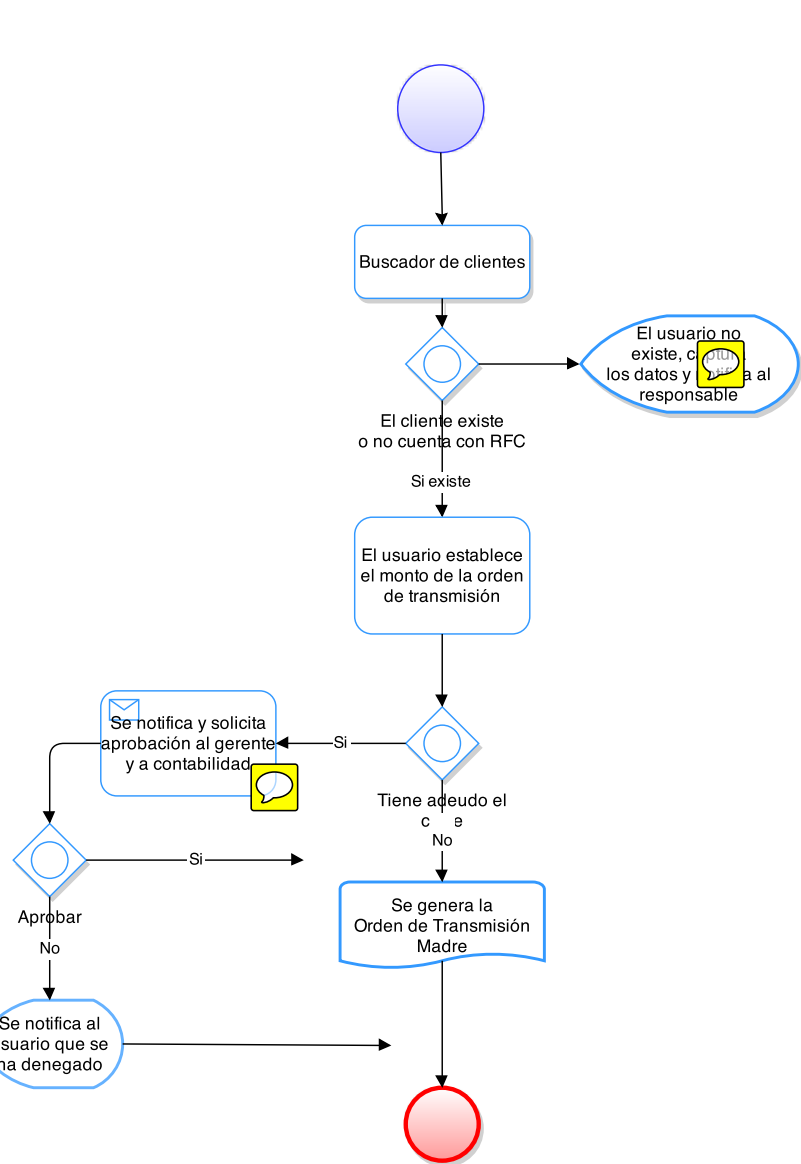 Buscador de clientes
El usuario no
existe,
los datos y al
responsable
El cliente existe
o no cuenta con RFC
Si existe
El usuario establece
el monto de la orden
de transmisión
Se notifica y solicita
aprobación al gerente
y a contabilidad
Si
Tiene adeudo el
No
Si
Aprobar
No
Se genera la
Orden de Transmisión
Madre
Se notifica al
suario que se
ha denegado